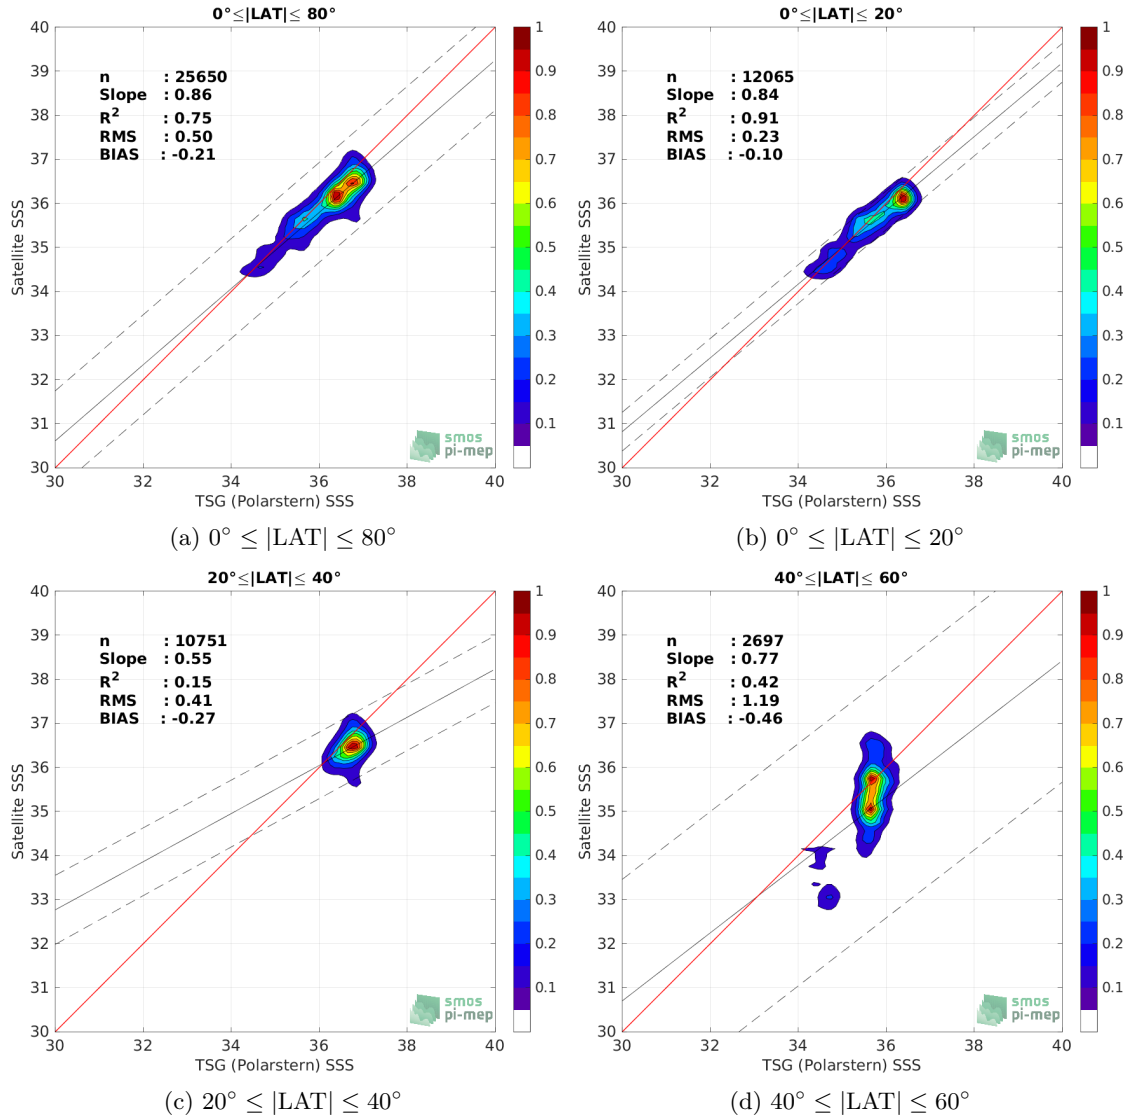 0°≤|LAT|≤ 80°
n : 25650
Slope : 0.86
R² : 0.75
RMS : 0.50
BIAS : -0.21
40
39
38
37
36
35
34
33
32
31
30
30 32 34 36 38 40
Satellite SSS
TSG (Polarstern) SSS
smos
pi-mep
1
0.9
0.8
0.7
0.6
0.5
0.4
0.3
0.2
0.1
(a) 0° ≤ |LAT| ≤ 80°
0°≤|LAT|≤ 20°
n : 12065
Slope : 0.84
R² : 0.91
RMS : 0.23
BIAS : -0.10
40
39
38
37
36
35
34
33
32
31
30
30 32 34 36 38 40
Satellite SSS
TSG (Polarstern) SSS
smos
pi-mep
1
0.9
0.8
0.7
0.6
0.5
0.4
0.3
0.2
0.1
(b) 0° ≤ |LAT| ≤ 20°
20°≤|LAT|≤ 40°
n : 10751
Slope : 0.55
R² : 0.15
RMS : 0.41
BIAS : -0.27
40
39
38
37
36
35
34
33
32
31
30
30 32 34 36 38 40
Satellite SSS
TSG (Polarstern) SSS
smos
pi-mep
1
0.9
0.8
0.7
0.6
0.5
0.4
0.3
0.2
0.1
(c) 20° ≤ |LAT| ≤ 40°
40°≤|LAT|≤ 60°
n : 2697
Slope : 0.77
R² : 0.42
RMS : 1.19
BIAS : -0.46
40
39
38
37
36
35
34
33
32
31
30
30 32 34 36 38 40
Satellite SSS
TSG (Polarstern) SSS
smos
pi-mep
1
0.9
0.8
0.7
0.6
0.5
0.4
0.3
0.2
0.1
(d) 40° ≤ |LAT| ≤ 60°